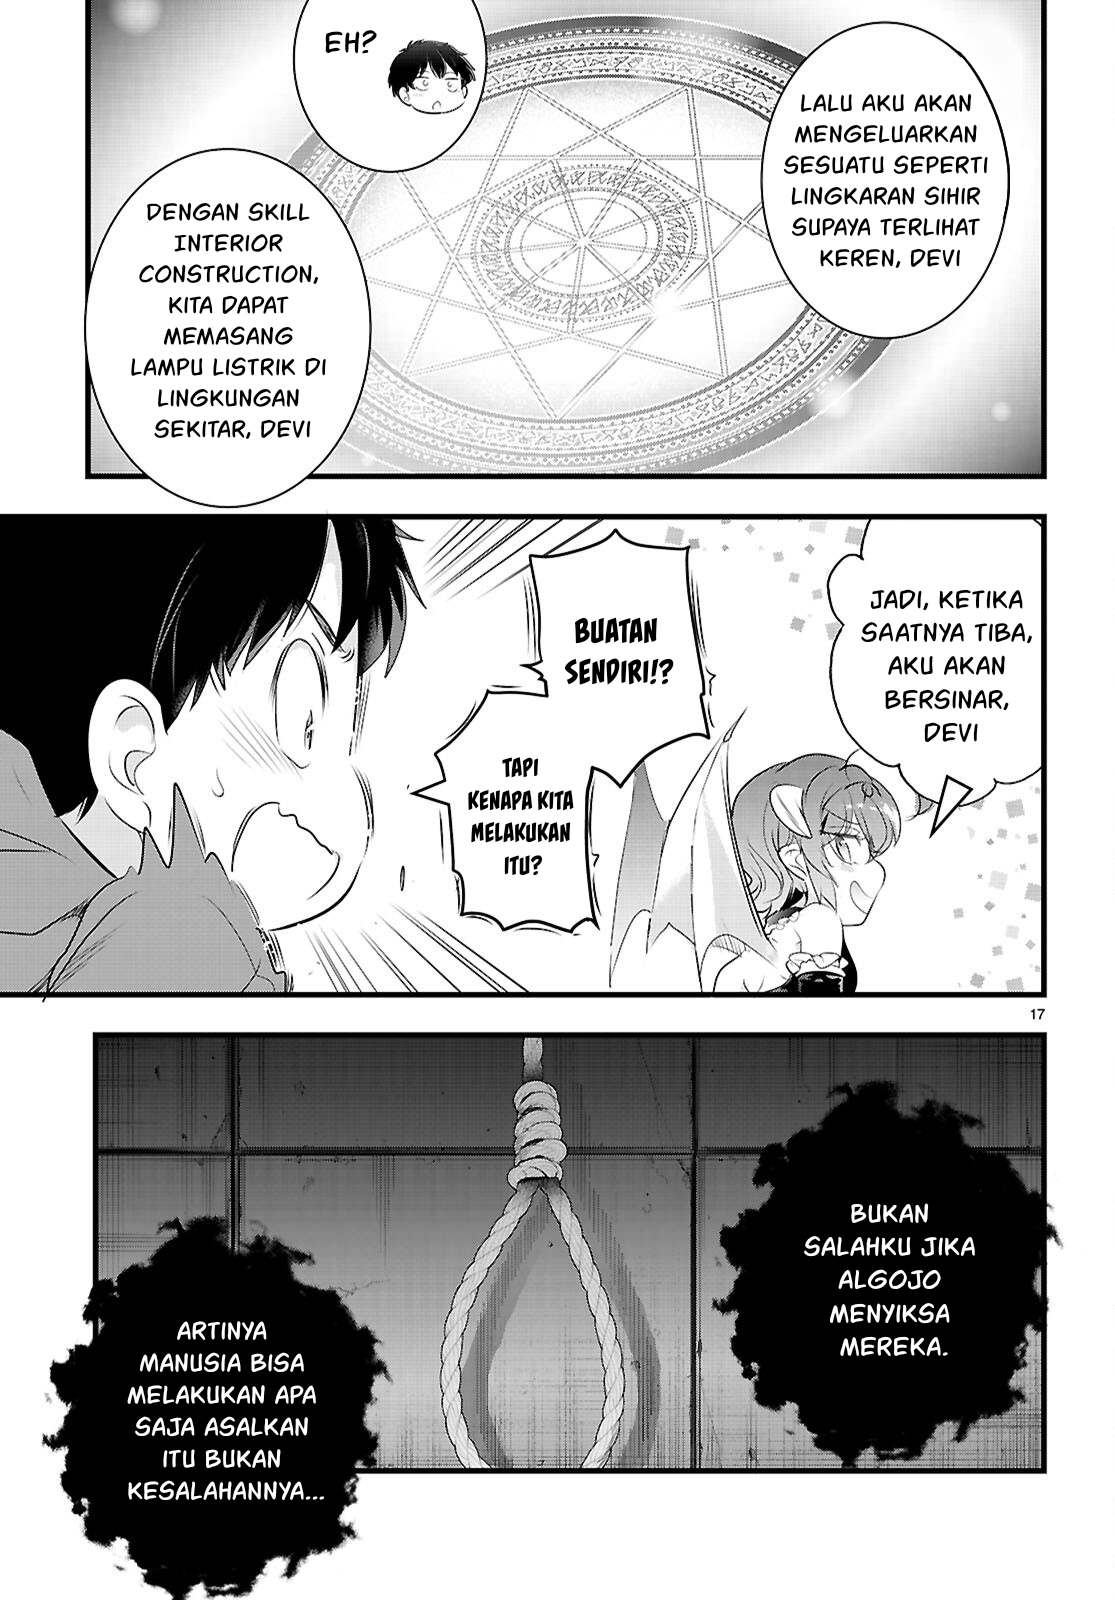 LALU AKU AKAN
MENGELUARKAN
SESUATU SEPERTI
LINGKARAN SIHIR
SUPAYA TERLIHAT
KEREN, DEVI
EH?
DENGAN SKILL
INTERIOR
CONSTRUCTION,
KITA DAPAT
MEMASANG
LAMPU LISTRIK DI
LINGKUNGAN
SEKITAR, DEVI
JADI, KETIKA
SAATNYA TIBA,
AKU AKAN
BERSINAR,
DEVI
BUATAN
SENDIRI!?
TAPI
KENAPA KITA
MELAKUKAN
ITU?
17
BUKAN
SALAHKU JIKA
ALGOJO
MENYIKSA
MEREKA.
ARTINYA
MANUSIA BISA
MELAKUKAN APA
SAJA ASALKAN
ITU BUKAN
KESALAHANNYA...